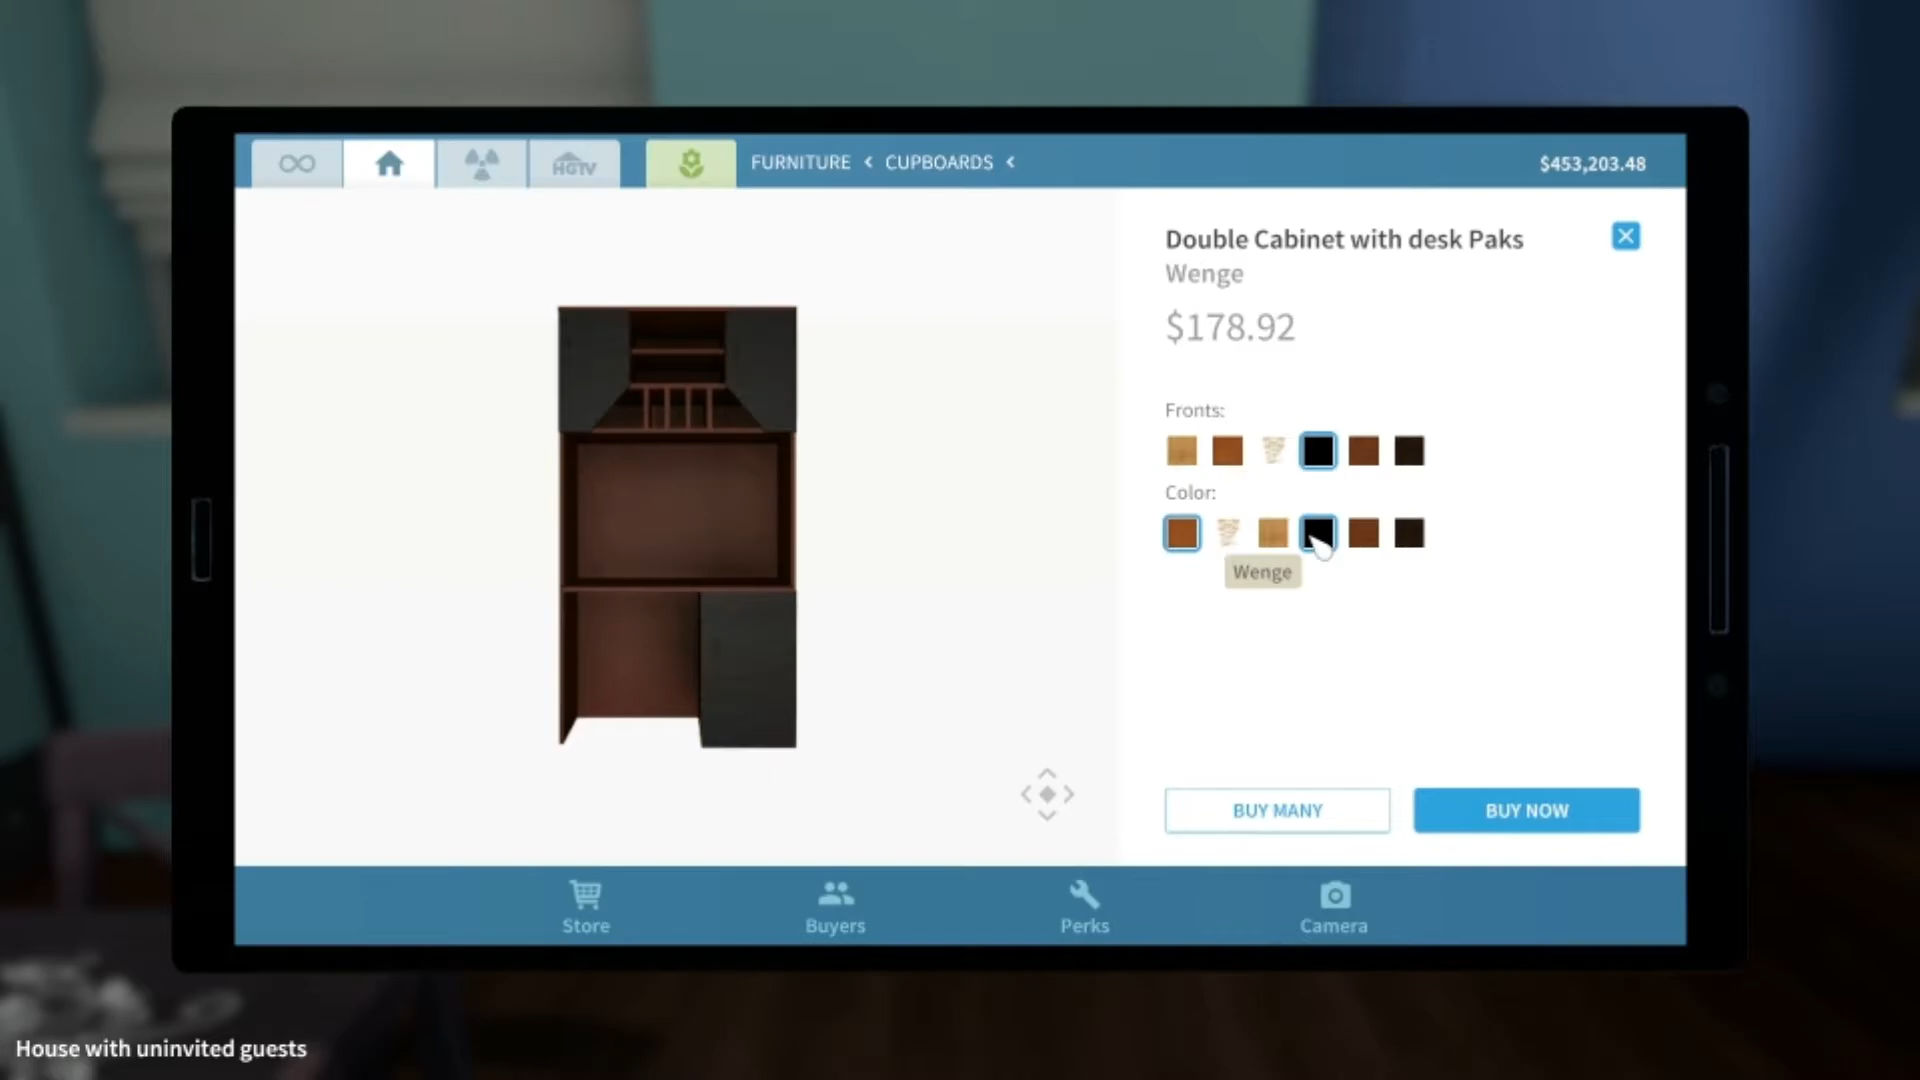 HGTV
FURNITURE < CUPBOARDS <
$453,203.48
Double Cabinet with desk Paks
Wenge
$178.92
Fronts:
Color:
Wenge
BUY MANY
BUY NOW
Store
Buyers
Perks
Camera
House with uninvited guests